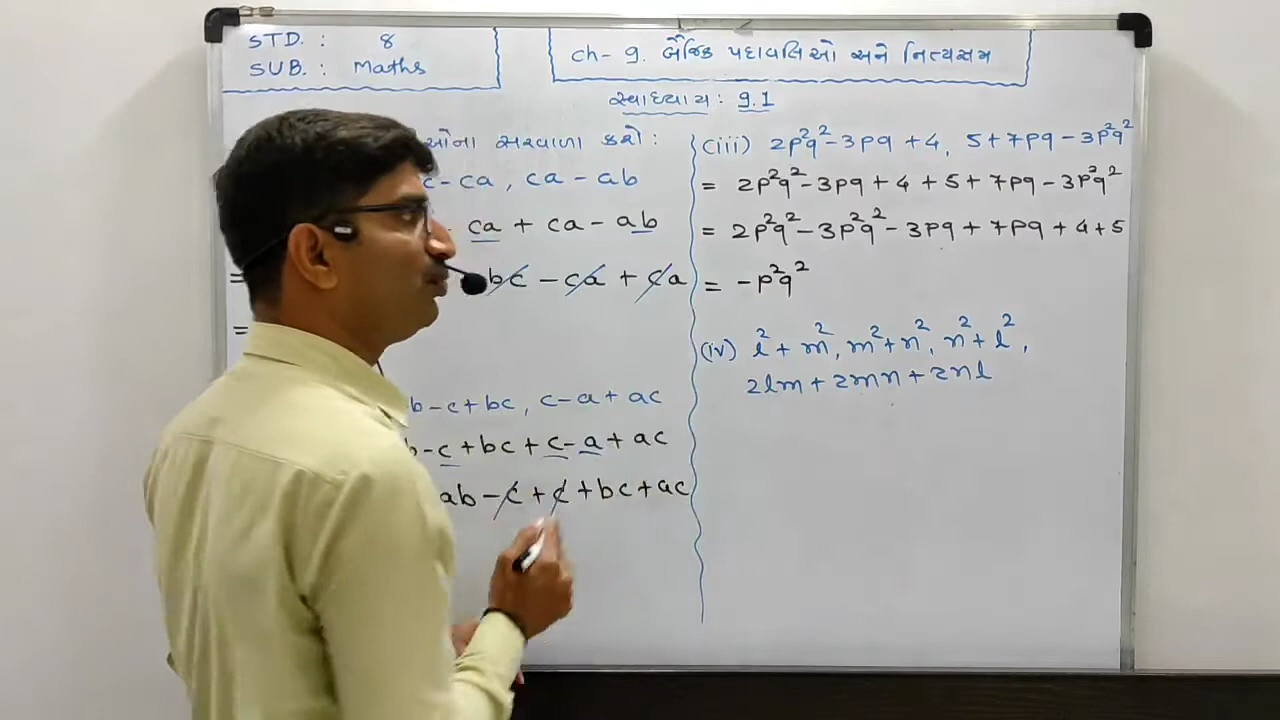 STD. : 8
SUB. : Maths
Ch- 9. બૈજિક પદાવલિઓ અને નિત્યસમ
સ્વાધ્યાય : 9.1
ઓના સરવાળા કરો :
c - ca , ca - ab
ca + ca - ab
= bc - ca + ca
=
b - c + bc , c - a + ac
b - c + bc + c - a + ac
ab - c + c + bc + ac
(iii) 2p²q² - 3pq + 4, 5 + 7pq - 3p²q²
= 2p²q² - 3pq + 4 + 5 + 7pq - 3p²q²
= 2p²q² - 3p²q² - 3pq + 7pq + 4 + 5
= - p²q²
(iv) l² + m², m² + n², n² + l²,
2lm + 2mn + 2nl